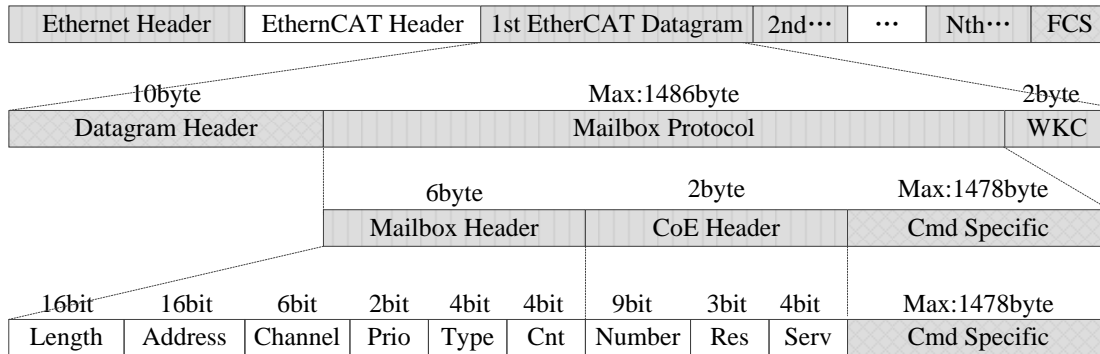 Ethernet Header EthernCAT Header 1st EtherCAT Datagram 2nd··· ··· Nth··· FCS
10byte Max:1486byte 2byte
Datagram Header Mailbox Protocol WKC
6byte 2byte Max:1478byte
Mailbox Header CoE Header Cmd Specific
16bit 16bit 6bit 2bit 4bit 4bit 9bit 3bit 4bit Max:1478byte
Length Address Channel Prio Type Cnt Number Res Serv Cmd Specific